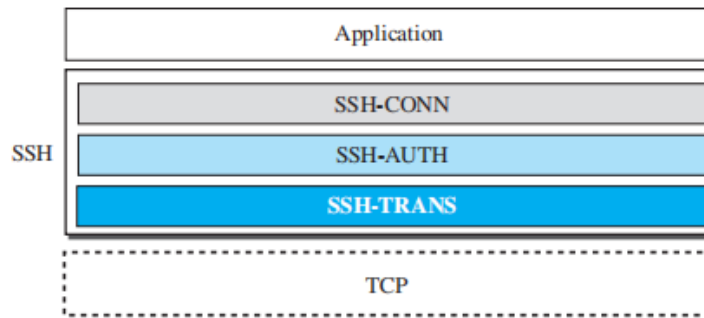 Application
SSH-CONN
SSH
SSH-AUTH
SSH-TRANS
TCP